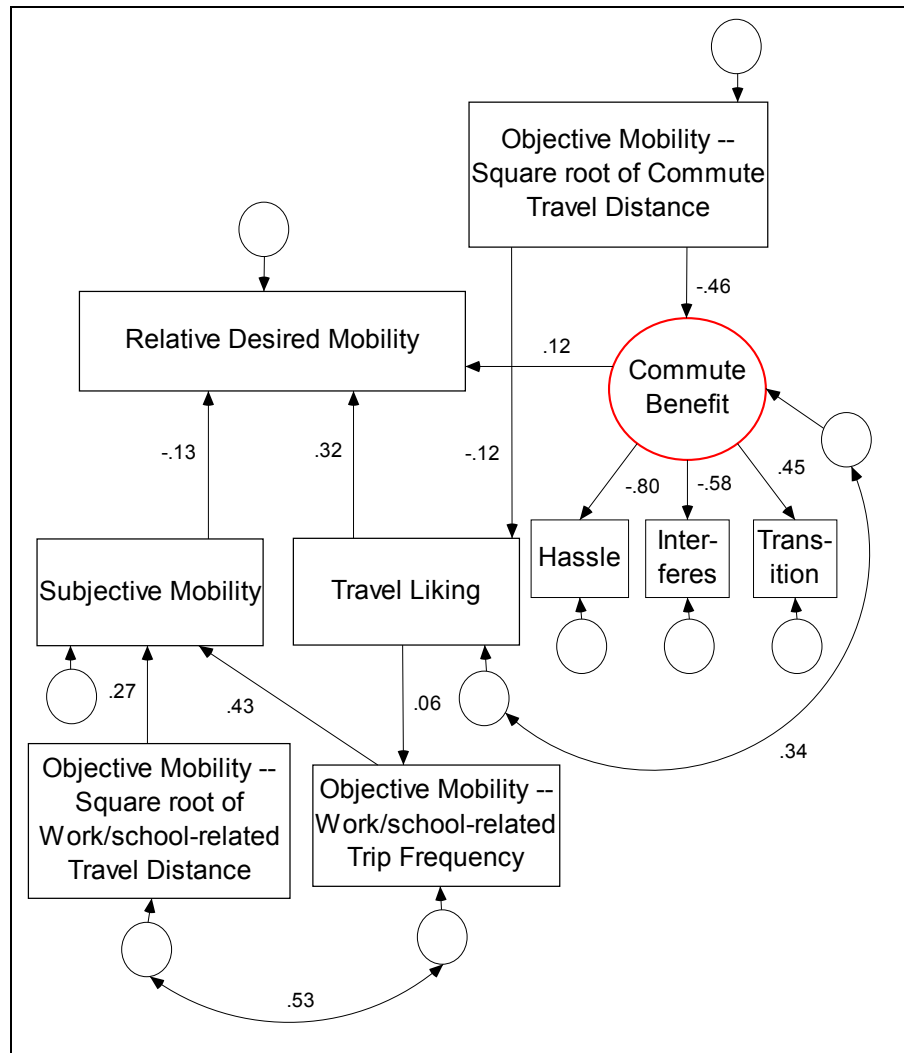 Objective Mobility --
Square root of Commute
Travel Distance
-.46
Relative Desired Mobility
.12
Commute
Benefit
-.13
.32
-.12
-.80
-.58
.45
Hassle
Inter-
feres
Trans-
ition
Subjective Mobility
Travel Liking
.27
.43
.06
.34
Objective Mobility --
Square root of
Work/school-related
Travel Distance
Objective Mobility --
Work/school-related
Trip Frequency
.53